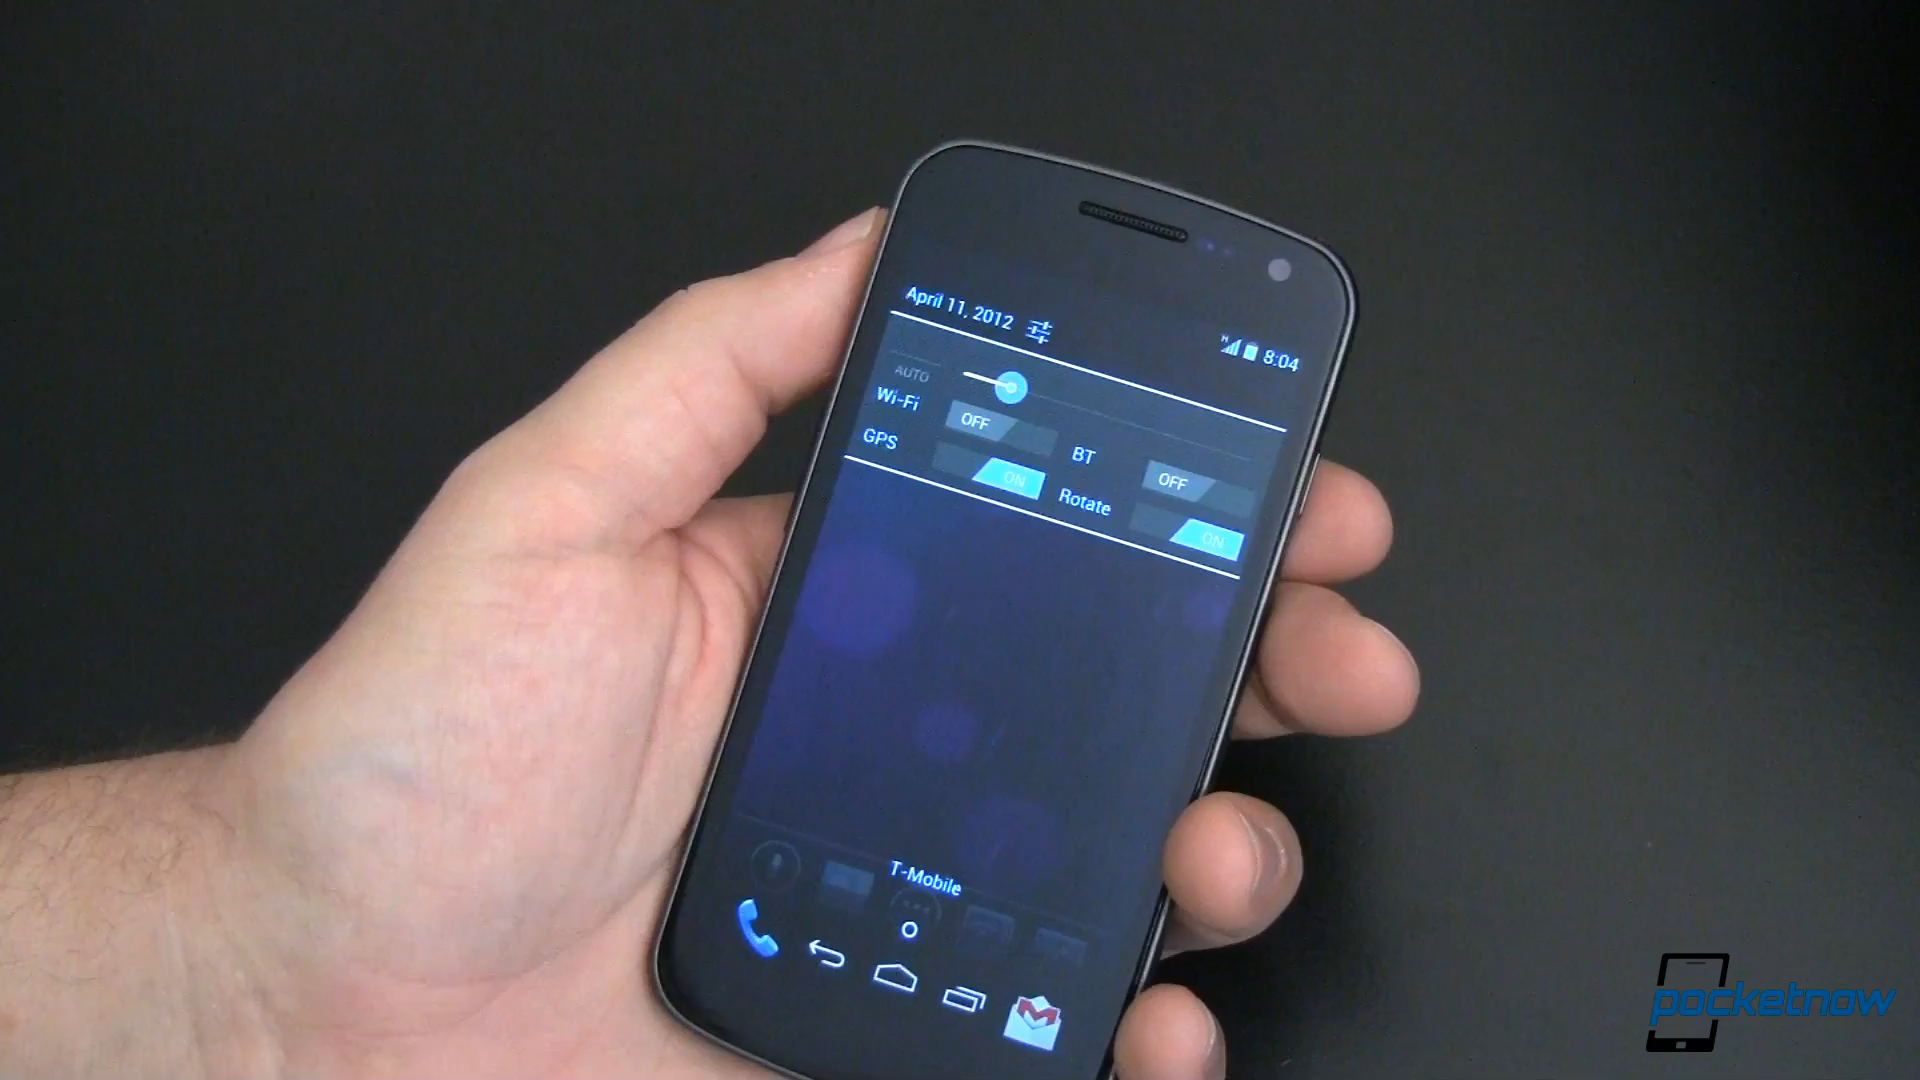 April 11, 2012
H 8:04
AUTO
Wi-Fi OFF BT OFF
GPS ON Rotate ON
T-Mobile
pocketnow